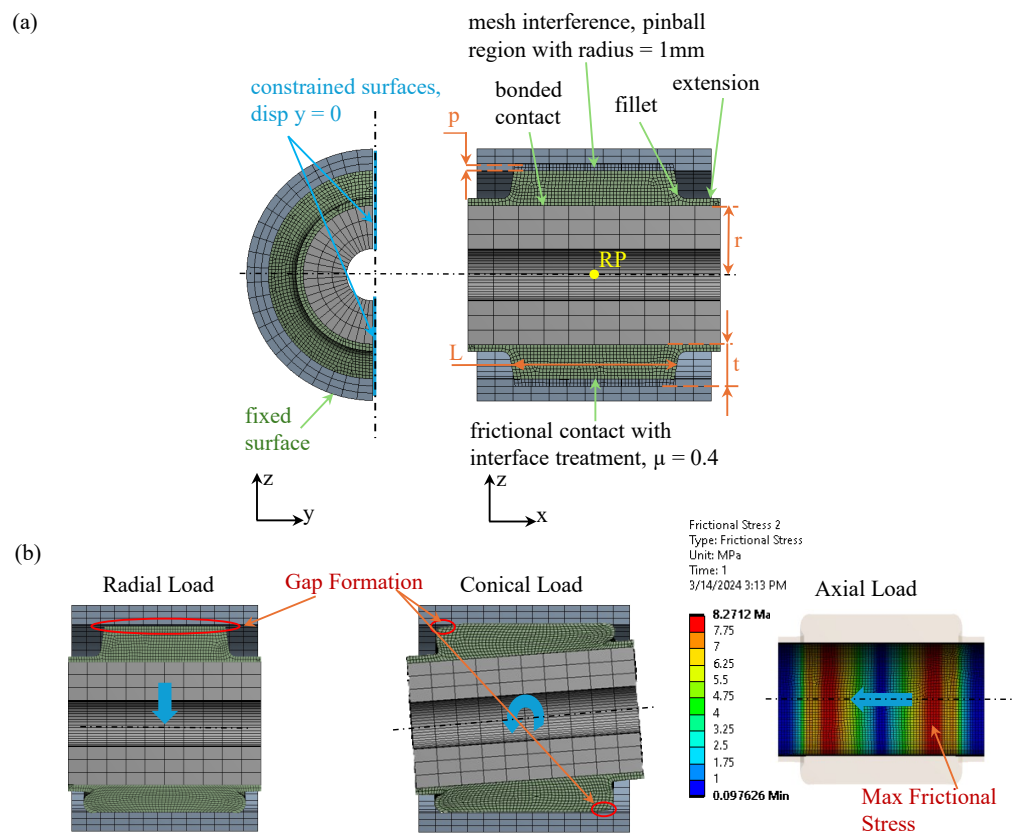 (a)
mesh interference, pinball
region with radius = 1mm
constrained surfaces,
disp y = 0
bonded
contact
fillet
extension
p
r
RP
L
t
fixed
surface
frictional contact with
interface treatment, µ = 0.4
z
y
z
x
(b)
Radial Load
Gap Formation
Conical Load
Frictional Stress 2
Type: Frictional Stress
Unit: MPa
Time: 1
3/14/2024 3:13 PM
Axial Load
8.2712 Ma
7.75
7
6.25
5.5
4.75
4
3.25
2.5
1.75
1
0.097626 Min
Max Frictional
Stress